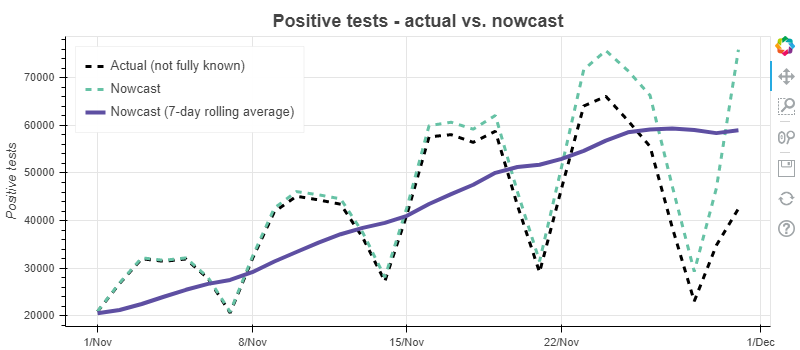 Positive tests - actual vs. nowcast
Actual (not fully known)
Nowcast
Nowcast (7-day rolling average)
Positive tests
70000
60000
50000
40000
30000
20000
1/Nov
8/Nov
15/Nov
22/Nov
1/Dec